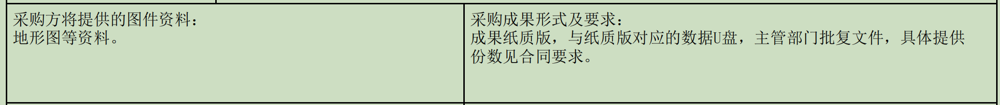 采购方将提供的图件资料：
地形图等资料。
采购成果形式及要求：
成果纸质版，与纸质版对应的数据U盘，主管部门批复文件，具体提供
份数见合同要求。